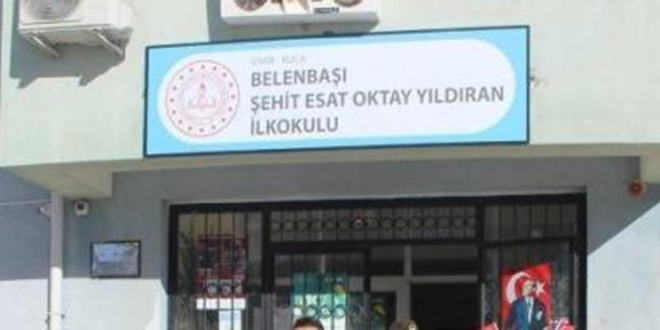 İZMİR - BUCA
BELENBAŞI
ŞEHİT ESAT OKTAY YILDIRAN
İLKOKULU